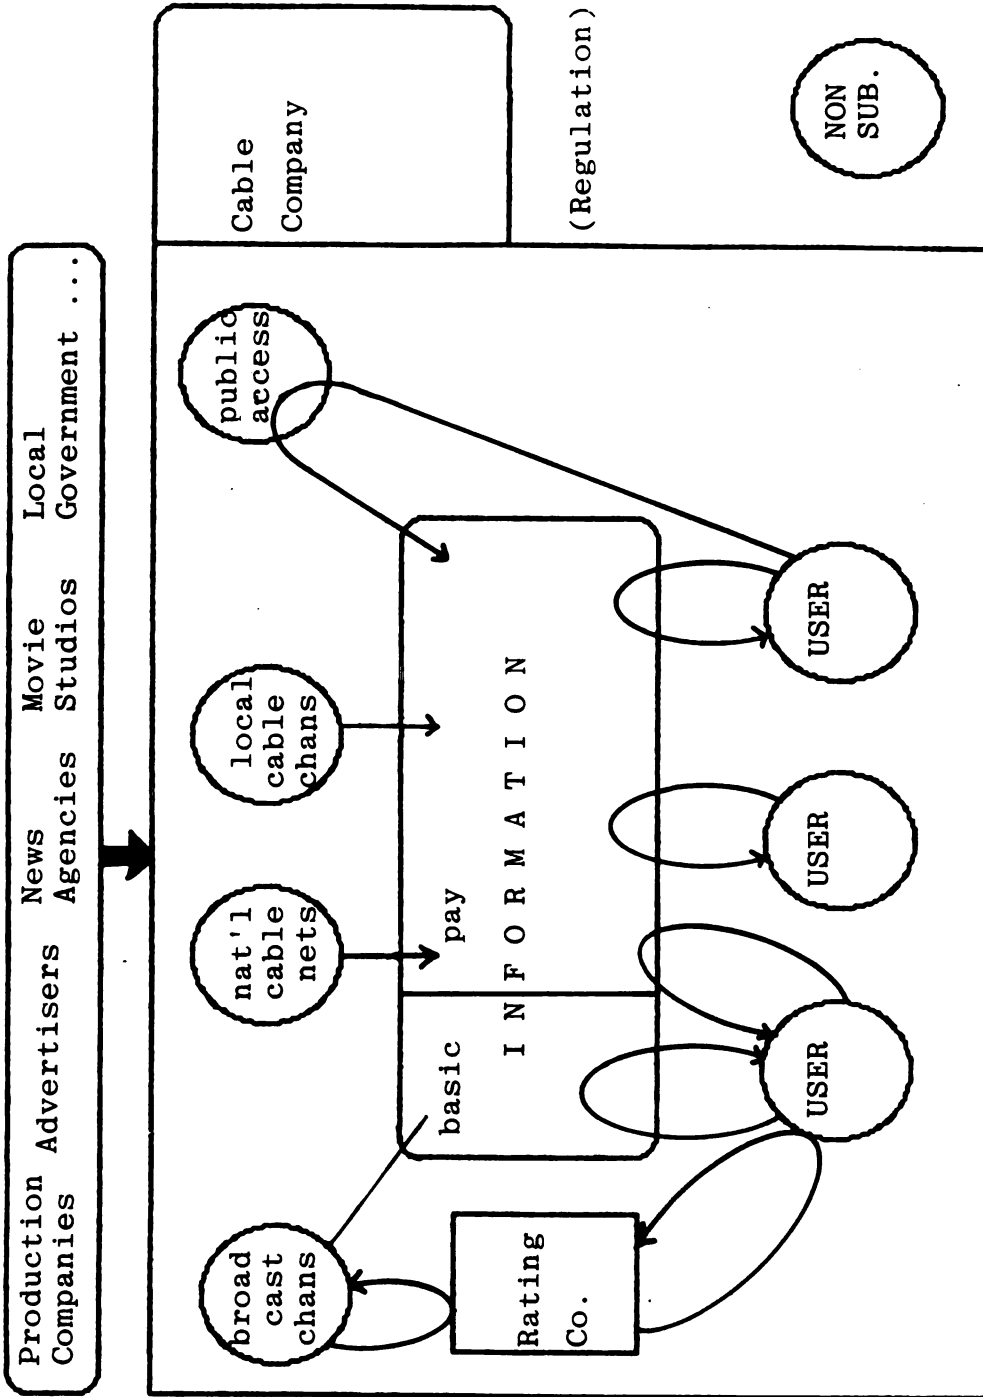 Production Companies
Advertisers
News Agencies
Movie Studios
Local Government ...
Cable
Company
(Regulation)
NON
SUB.
broad
cast
chans
nat'l
cable
nets
local
cable
chans
public
access
basic
pay
INFORMATION
Rating
Co.
USER
USER
USER